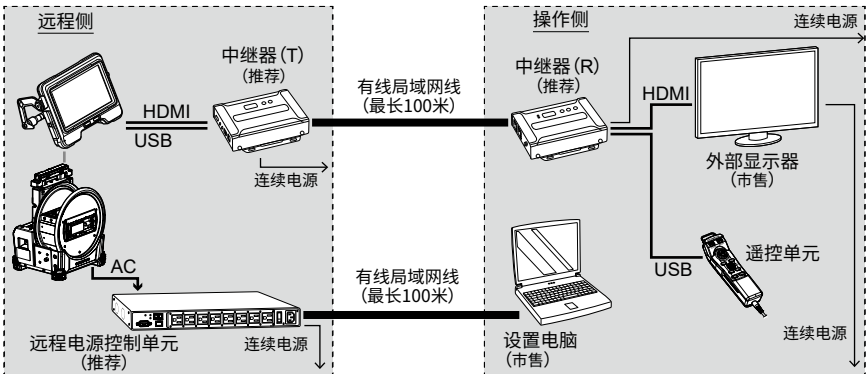 远程侧
中继器(T)
(推荐)
HDMI
USB
连续电源
AC
远程电源控制单元
(推荐)
连续电源
有线局域网线
(最长100米)
有线局域网线
(最长100米)
操作侧
连续电源
中继器(R)
(推荐)
HDMI
外部显示器
(市售)
USB
遥控单元
设置电脑
(市售)
连续电源